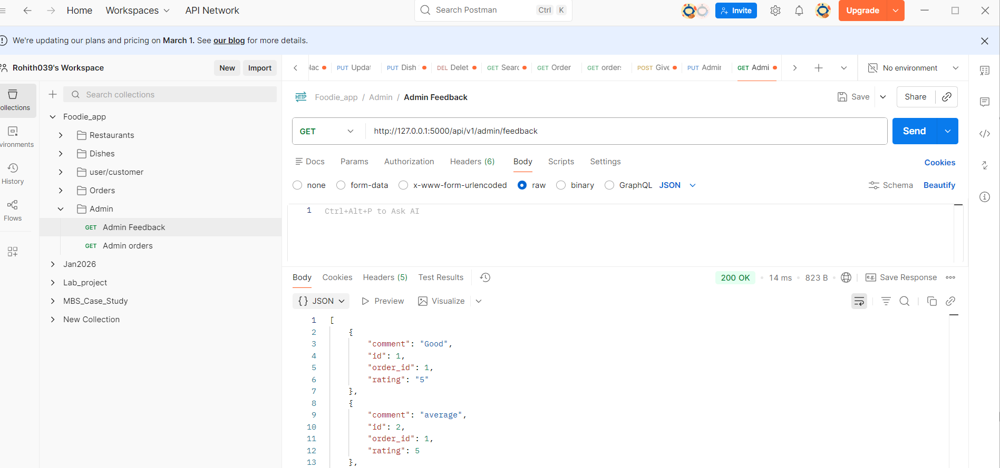 Home Workspaces API Network Search Postman Ctrl K Invite Upgrade
We're updating our plans and pricing on March 1. See our blog for more details.
Rohith039's Workspace New Import
PUT Updat PUT Dish DEL Delet GET Searc GET Order GET orders POST Give PUT Admin GET Admi No environment
Search collections
HTTP Foodie_app / Admin / Admin Feedback Save Share
ollections
Foodie_app
Restaurants
Dishes
user/customer
Orders
Admin
GET Admin Feedback
GET Admin orders
Jan2026
Lab_project
MBS_Case_Study
New Collection
vironments
History
Flows
GET http://127.0.0.1:5000/api/v1/admin/feedback Send
Docs Params Authorization Headers (6) Body Scripts Settings Cookies
none form-data x-www-form-urlencoded raw binary GraphQL JSON Schema Beautify
1 Ctrl+Alt+P to Ask AI
Body Cookies Headers (5) Test Results 200 OK 14 ms 823 B e.g. Save Response
{} JSON Preview Visualize
1 [
2 {
3 "comment": "Good",
4 "id": 1,
5 "order_id": 1,
6 "rating": "5"
7 },
8 {
9 "comment": "average",
10 "id": 2,
11 "order_id": 1,
12 "rating": 5
13 },